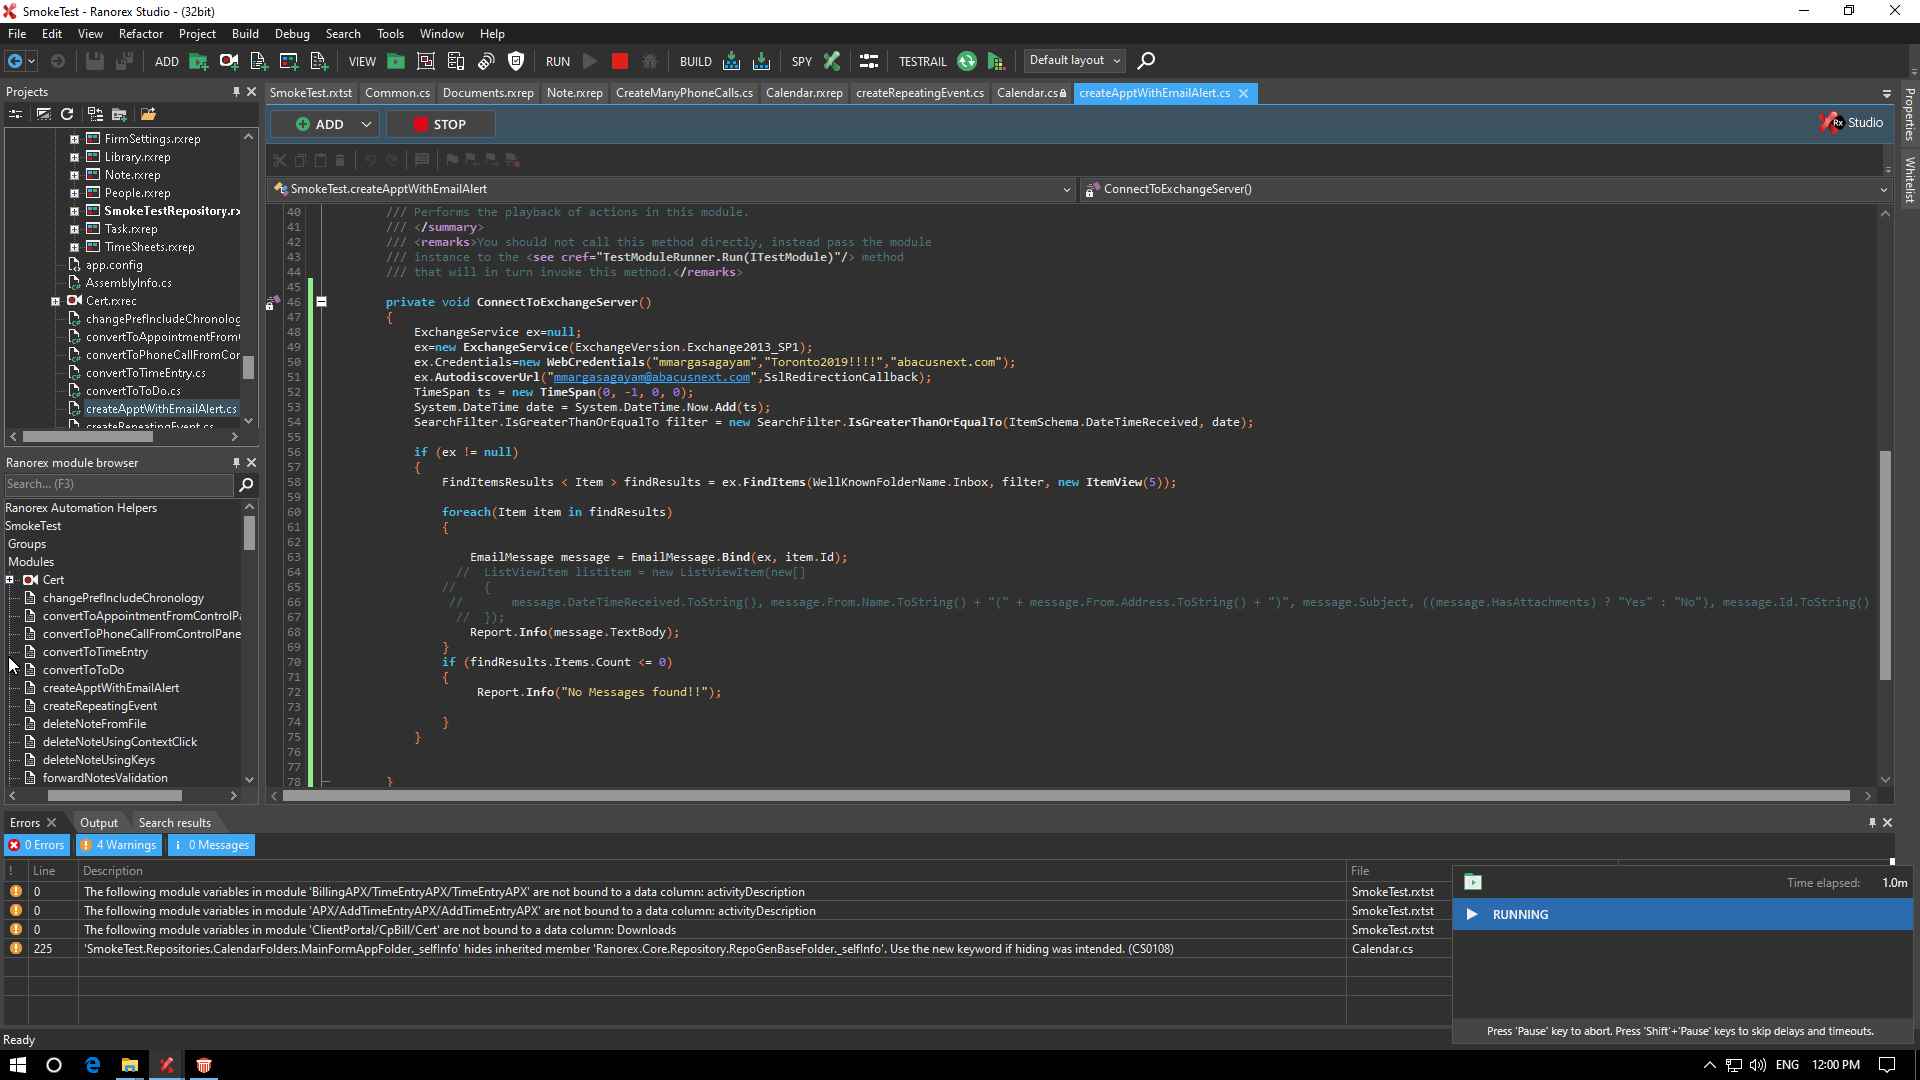 SmokeTest - Ranorex Studio - (32bit)
File Edit View Refactor Project Build Debug Search Tools Window Help
ADD VIEW RUN BUILD SPY TESTRAIL Default layout
Projects
SmokeTest.rxtst Common.cs Documents.rxrep Note.rxrep CreateManyPhoneCalls.cs Calendar.rxrep createRepeatingEvent.cs Calendar.cs createApptWithEmailAlert.cs
Properties
Whitelist
ADD STOP
Rx Studio
FirmSettings.rxrep
Library.rxrep
Note.rxrep
People.rxrep
SmokeTestRepository.rx
Task.rxrep
TimeSheets.rxrep
app.config
AssemblyInfo.cs
Cert.rxrec
changePrefIncludeChronolog
convertToAppointmentFrom
convertToPhoneCallFromCor
convertToTimeEntry.cs
convertToToDo.cs
createApptWithEmailAlert.cs
createRepeatingEvent.cs
SmokeTest.createApptWithEmailAlert ConnectToExchangeServer()
40 /// Performs the playback of actions in this module.
41 /// </summary>
42 /// <remarks>You should not call this method directly, instead pass the module
43 /// instance to the <see cref="TestModuleRunner.Run(ITestModule)"/> method
44 /// that will in turn invoke this method.</remarks>
45
46 private void ConnectToExchangeServer()
47 {
48 ExchangeService ex=null;
49 ex=new ExchangeService(ExchangeVersion.Exchange2013_SP1);
50 ex.Credentials=new WebCredentials("mmargasagayam","Toronto2019!!!!","abacusnext.com");
51 ex.AutodiscoverUrl("mmargasagayam@abacusnext.com",SslRedirectionCallback);
52 TimeSpan ts = new TimeSpan(0, -1, 0, 0);
53 System.DateTime date = System.DateTime.Now.Add(ts);
54 SearchFilter.IsGreaterThanOrEqualTo filter = new SearchFilter.IsGreaterThanOrEqualTo(ItemSchema.DateTimeReceived, date);
55
56 if (ex != null)
57 {
58 FindItemsResults < Item > findResults = ex.FindItems(WellKnownFolderName.Inbox, filter, new ItemView(5));
59
60 foreach(Item item in findResults)
61 {
62
63 EmailMessage message = EmailMessage.Bind(ex, item.Id);
64 // ListViewItem listitem = new ListViewItem(new[]
65 // {
66 // message.DateTimeReceived.ToString(), message.From.Name.ToString() + "(" + message.From.Address.ToString() + ")", message.Subject, ((message.HasAttachments) ? "Yes" : "No"), message.Id.ToString()
67 // });
68 Report.Info(message.TextBody);
69 }
70 if (findResults.Items.Count <= 0)
71 {
72 Report.Info("No Messages found!!");
73
74 }
75 }
76
77
78 }
Ranorex module browser
Search... (F3)
Ranorex Automation Helpers
SmokeTest
Groups
Modules
Cert
changePrefIncludeChronology
convertToAppointmentFromControlPa
convertToPhoneCallFromControlPane
convertToTimeEntry
convertToToDo
createApptWithEmailAlert
createRepeatingEvent
deleteNoteFromFile
deleteNoteUsingContextClick
deleteNoteUsingKeys
forwardNotesValidation
Errors Output Search results
0 Errors 4 Warnings 0 Messages
! Line Description File
0 The following module variables in module 'BillingAPX/TimeEntryAPX/TimeEntryAPX' are not bound to a data column: activityDescription SmokeTest.rxtst
0 The following module variables in module 'APX/AddTimeEntryAPX/AddTimeEntryAPX' are not bound to a data column: activityDescription SmokeTest.rxtst
0 The following module variables in module 'ClientPortal/CpBill/Cert' are not bound to a data column: Downloads SmokeTest.rxtst
225 'SmokeTest.Repositories.CalendarFolders.MainFormAppFolder._selfInfo' hides inherited member 'Ranorex.Core.Repository.RepoGenBaseFolder._selfInfo'. Use the new keyword if hiding was intended. (CS0108) Calendar.cs
Time elapsed: 1.0m
RUNNING
Press 'Pause' key to abort. Press 'Shift'+'Pause' keys to skip delays and timeouts.
Ready
ENG 12:00 PM